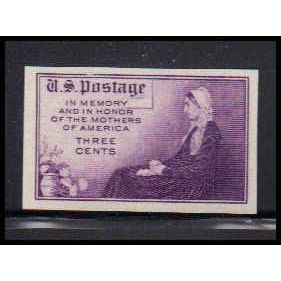 U.S. Postage
IN MEMORY
AND IN HONOR
OF THE MOTHERS
OF AMERICA
THREE
CENTS